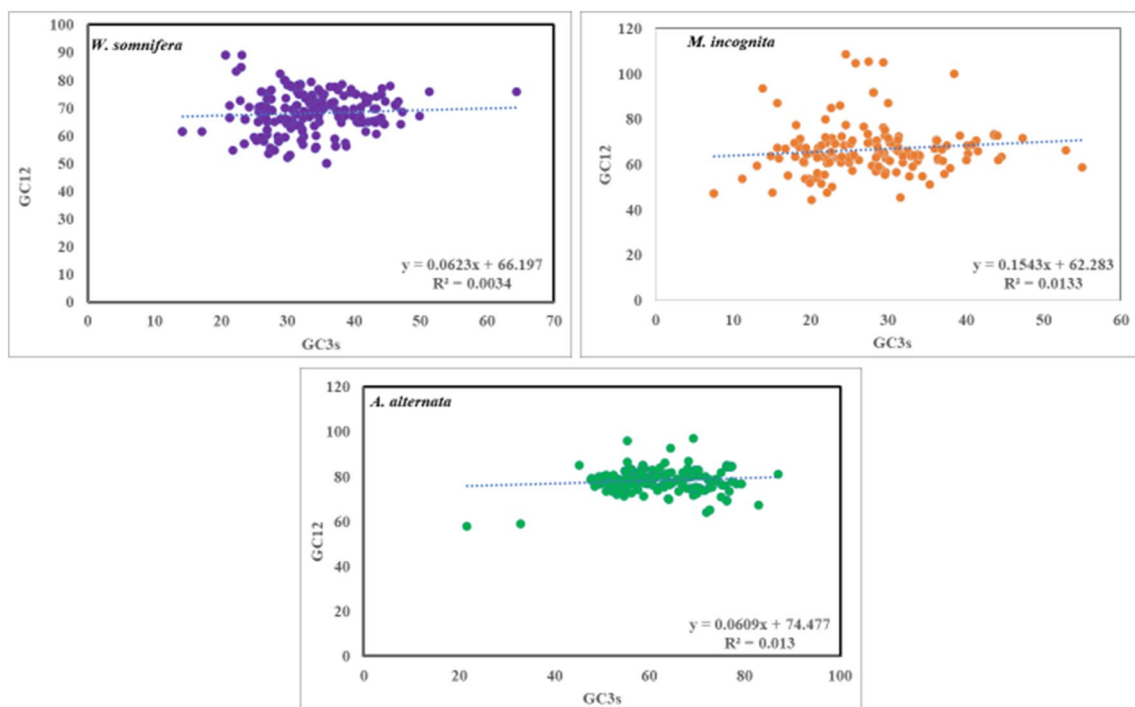 W. somnifera
100
90
80
70
60
50
40
30
20
10
0
GC12
y = 0.0623x + 66.197
R² = 0.0034
0 10 20 30 40 50 60 70
GC3s
M. incognita
120
100
80
60
40
20
0
GC12
y = 0.1543x + 62.283
R² = 0.0133
0 10 20 30 40 50 60
GC3s
A. alternata
120
100
80
60
40
20
0
GC12
y = 0.0609x + 74.477
R² = 0.013
0 20 40 60 80 100
GC3s